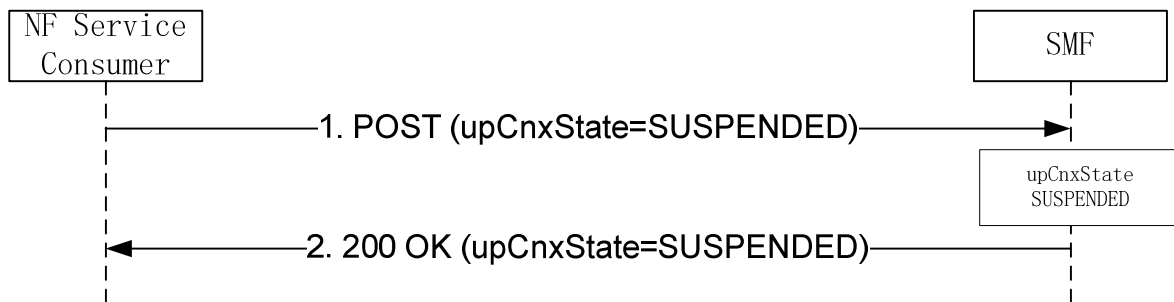 NF Service
Consumer
SMF
1. POST (upCnxState=SUSPENDED)
upCnxState
SUSPENDED
2. 200 OK (upCnxState=SUSPENDED)